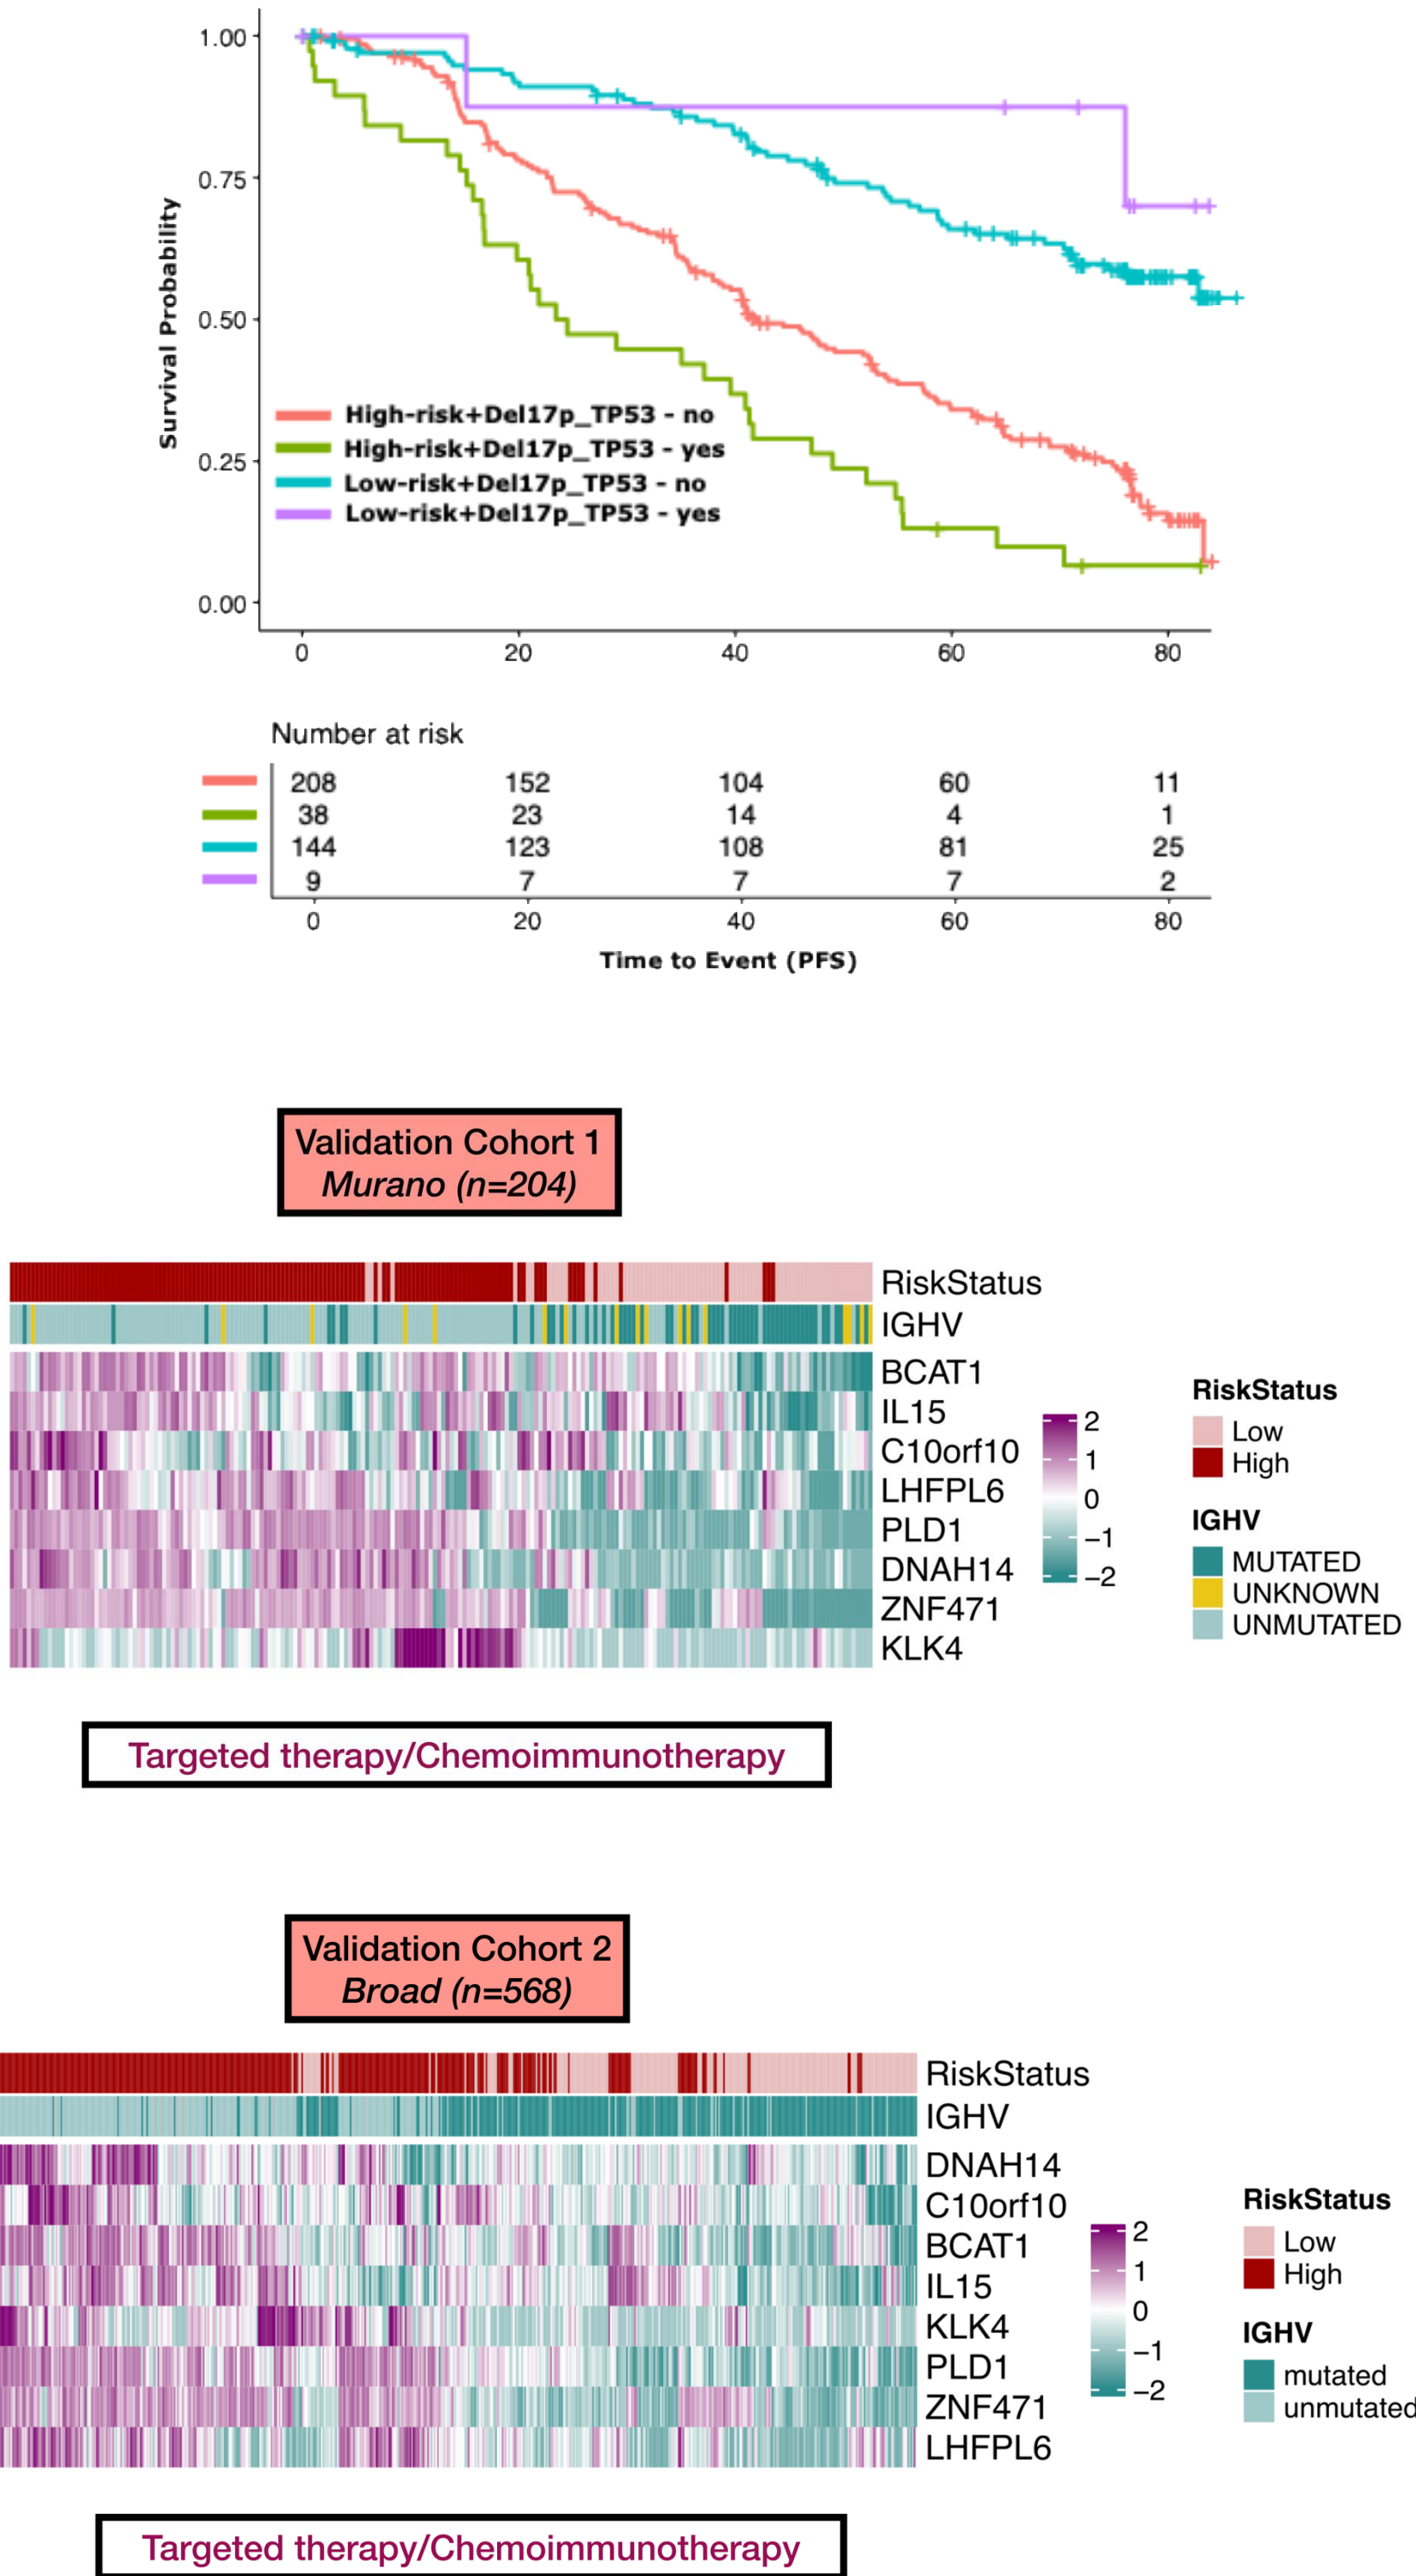 1.00
0.75
0.50
0.25
0.00
Survival Probability
High-risk+Del17p_TP53 - no
High-risk+Del17p_TP53 - yes
Low-risk+Del17p_TP53 - no
Low-risk+Del17p_TP53 - yes
0 20 40 60 80
Number at risk
208 152 104 60 11
38 23 14 4 1
144 123 108 81 25
9 7 7 7 2
0 20 40 60 80
Time to Event (PFS)
Validation Cohort 1
Murano (n=204)
RiskStatus
IGHV
BCAT1
IL15
C10orf10
LHFPL6
PLD1
DNAH14
ZNF471
KLK4
2
1
0
−1
−2
RiskStatus
Low
High
IGHV
MUTATED
UNKNOWN
UNMUTATED
Targeted therapy/Chemoimmunotherapy
Validation Cohort 2
Broad (n=568)
RiskStatus
IGHV
DNAH14
C10orf10
BCAT1
IL15
KLK4
PLD1
ZNF471
LHFPL6
2
1
0
−1
−2
RiskStatus
Low
High
IGHV
mutated
unmutated
Targeted therapy/Chemoimmunotherapy